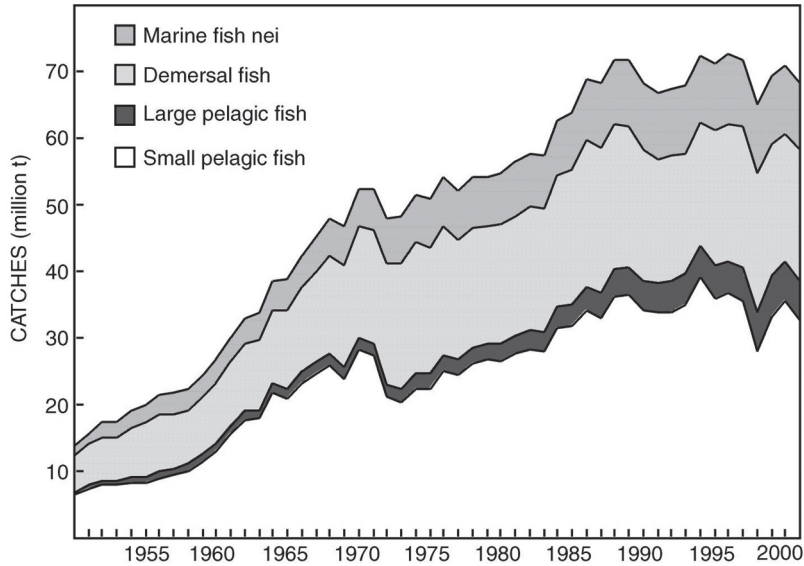 Marine fish nei
Demersal fish
Large pelagic fish
Small pelagic fish
CATCHES (million t)
70
60
50
40
30
20
10
1955 1960 1965 1970 1975 1980 1985 1990 1995 2000